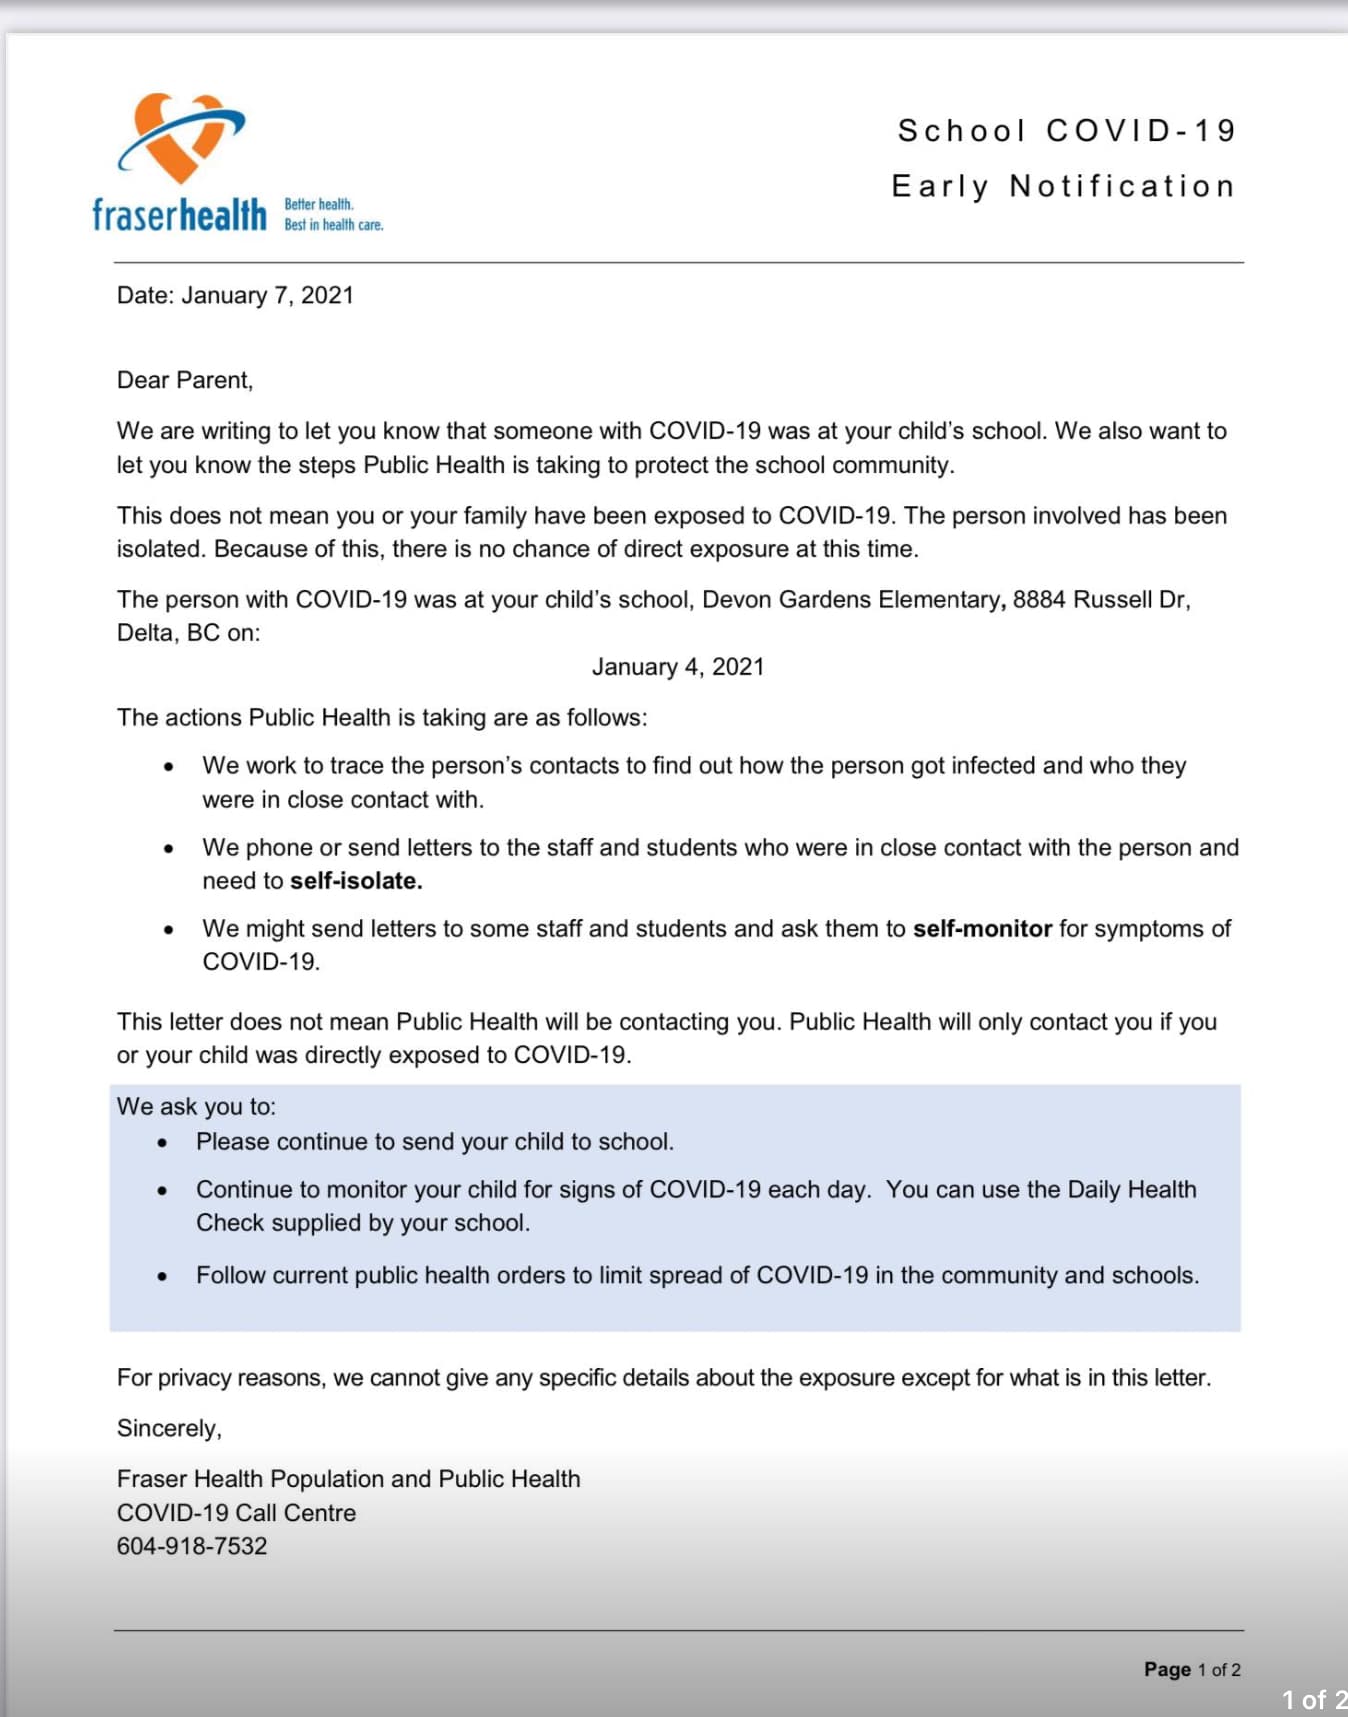 fraserhealth
Better health.
Best in health care.
School COVID-19
Early Notification
Date: January 7, 2021
Dear Parent,
We are writing to let you know that someone with COVID-19 was at your child's school. We also want to
let you know the steps Public Health is taking to protect the school community.
This does not mean you or your family have been exposed to COVID-19. The person involved has been
isolated. Because of this, there is no chance of direct exposure at this time.
The person with COVID-19 was at your child's school, Devon Gardens Elementary, 8884 Russell Dr,
Delta, BC on:
January 4, 2021
The actions Public Health is taking are as follows:
• We work to trace the person's contacts to find out how the person got infected and who they
were in close contact with.
• We phone or send letters to the staff and students who were in close contact with the person and
need to self-isolate.
• We might send letters to some staff and students and ask them to self-monitor for symptoms of
COVID-19.
This letter does not mean Public Health will be contacting you. Public Health will only contact you if you
or your child was directly exposed to COVID-19.
We ask you to:
• Please continue to send your child to school.
• Continue to monitor your child for signs of COVID-19 each day. You can use the Daily Health
Check supplied by your school.
• Follow current public health orders to limit spread of COVID-19 in the community and schools.
For privacy reasons, we cannot give any specific details about the exposure except for what is in this letter.
Sincerely,
Fraser Health Population and Public Health
COVID-19 Call Centre
604-918-7532
Page 1 of 2
1 of 2